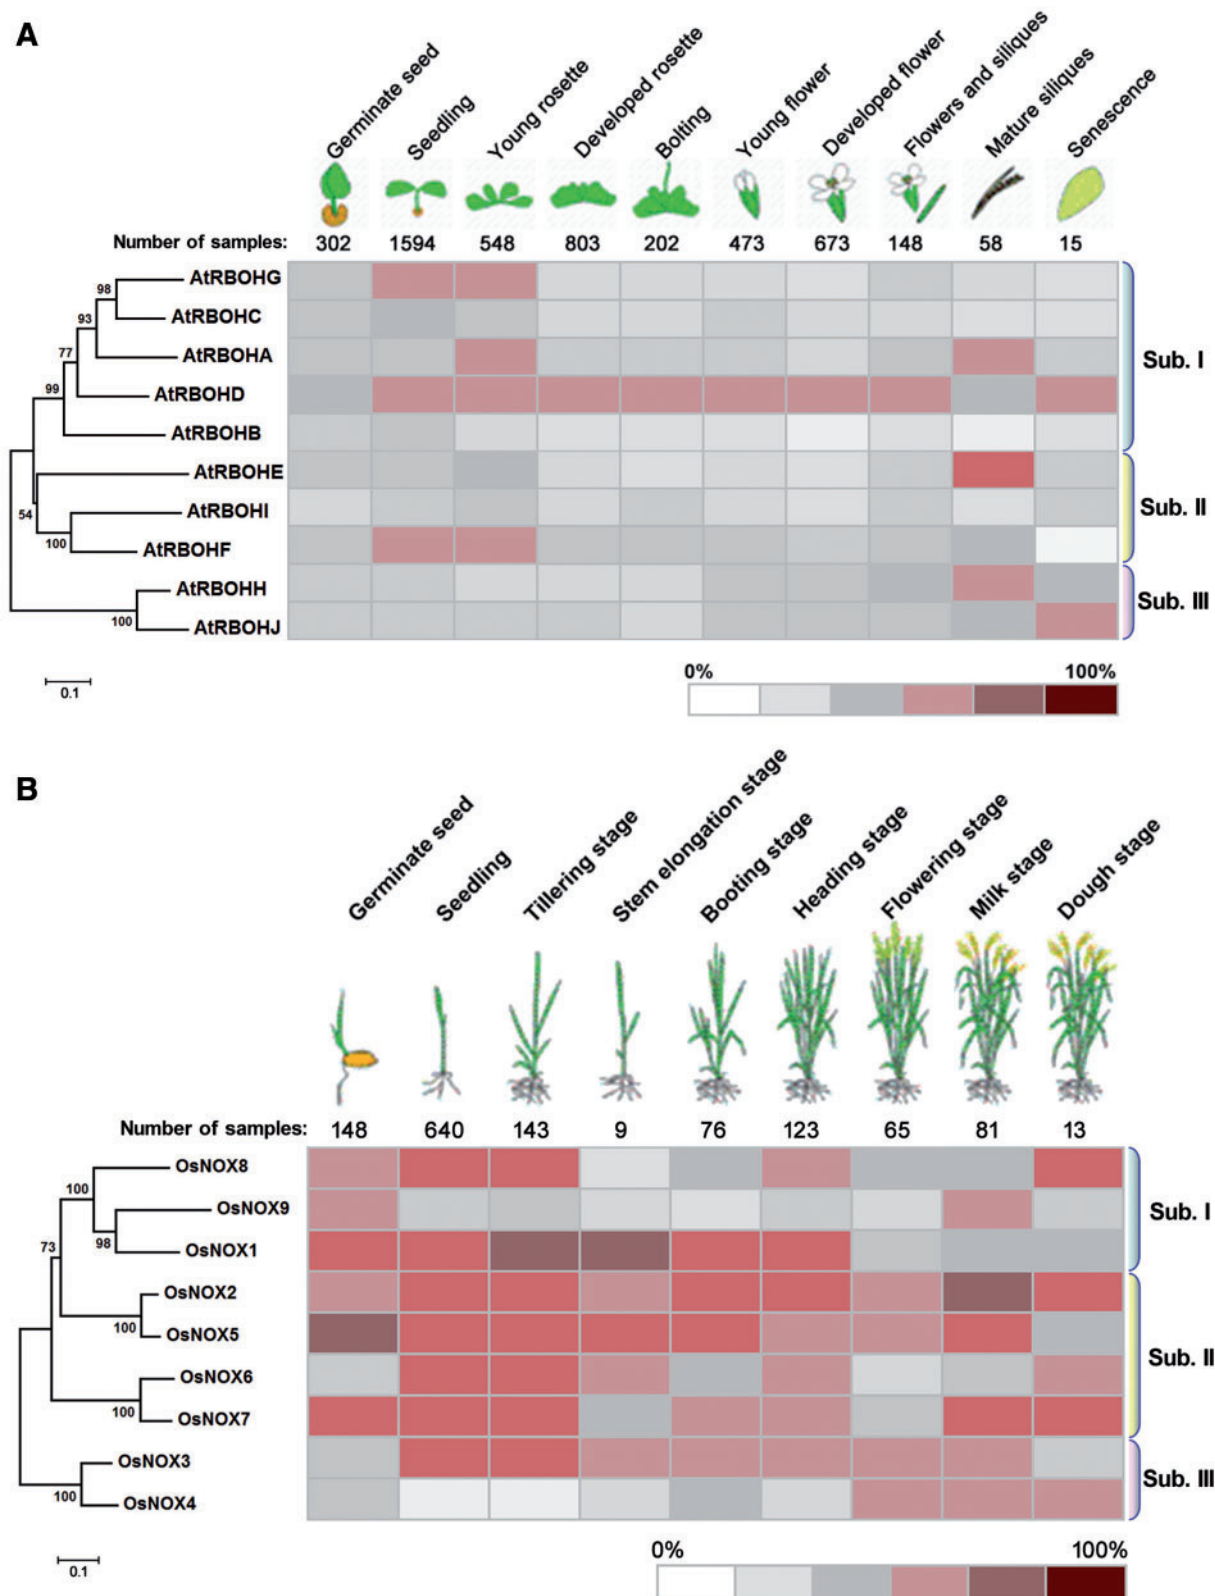 A
Germinate seed
Seedling
Young rosette
Developed rosette
Bolting
Young flower
Developed flower
Flowers and siliques
Mature siliques
Senescence
Number of samples: 302 1594 548 803 202 473 673 148 58 15
AtRBOHG
98
AtRBOHC
93
AtRBOHA
77
Sub. I
AtRBOHD
99
AtRBOHB
AtRBOHE
54
AtRBOHI
Sub. II
100
AtRBOHF
AtRBOHH
Sub. III
100
AtRBOHJ
0.1
0% 100%
B
Germinate seed
Seedling
Tillering stage
Stem elongation stage
Booting stage
Heading stage
Flowering stage
Milk stage
Dough stage
Number of samples: 148 640 143 9 76 123 65 81 13
OsNOX8
100
OsNOX9
Sub. I
98
OsNOX1
73
OsNOX2
100
OsNOX5
Sub. II
OsNOX6
100
OsNOX7
OsNOX3
Sub. III
100
OsNOX4
0.1
0% 100%